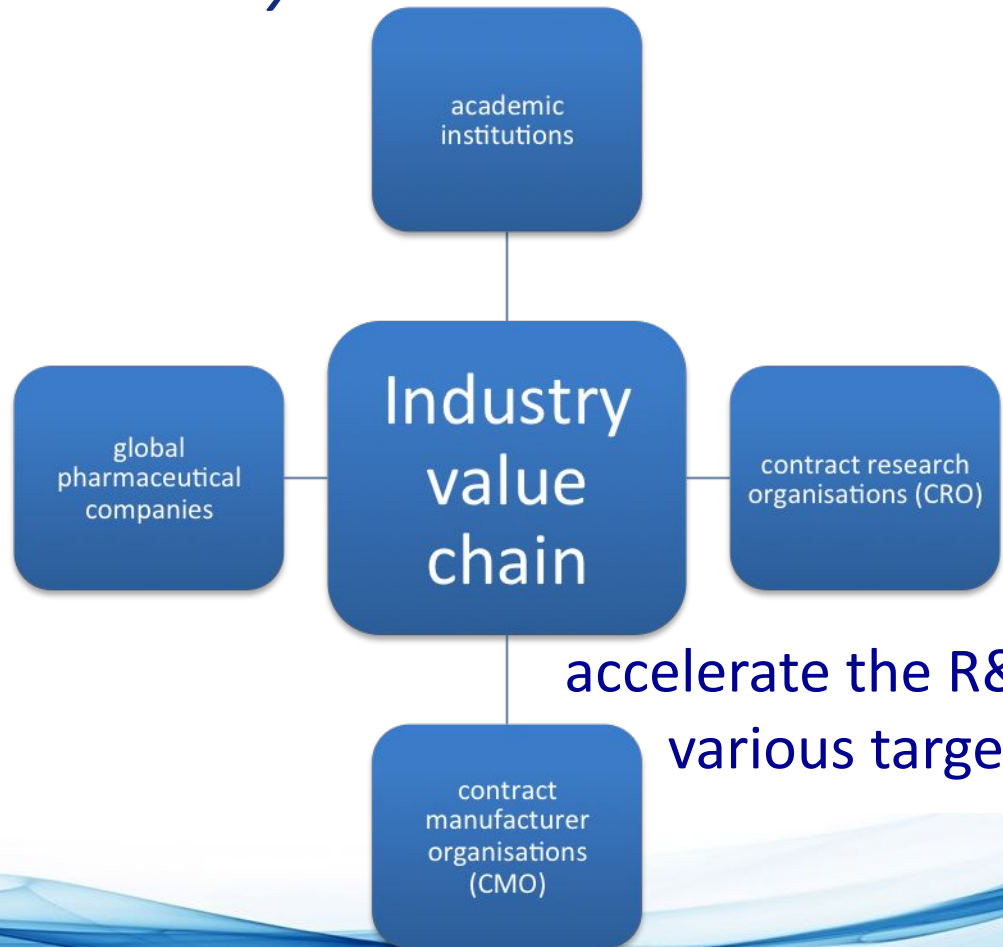 academic
institutions
Industry
value
chain
global
pharmaceutical
companies
contract research
organisations (CRO)
accelerate the R&
various targe
contract
manufacturer
organisations
(CMO)